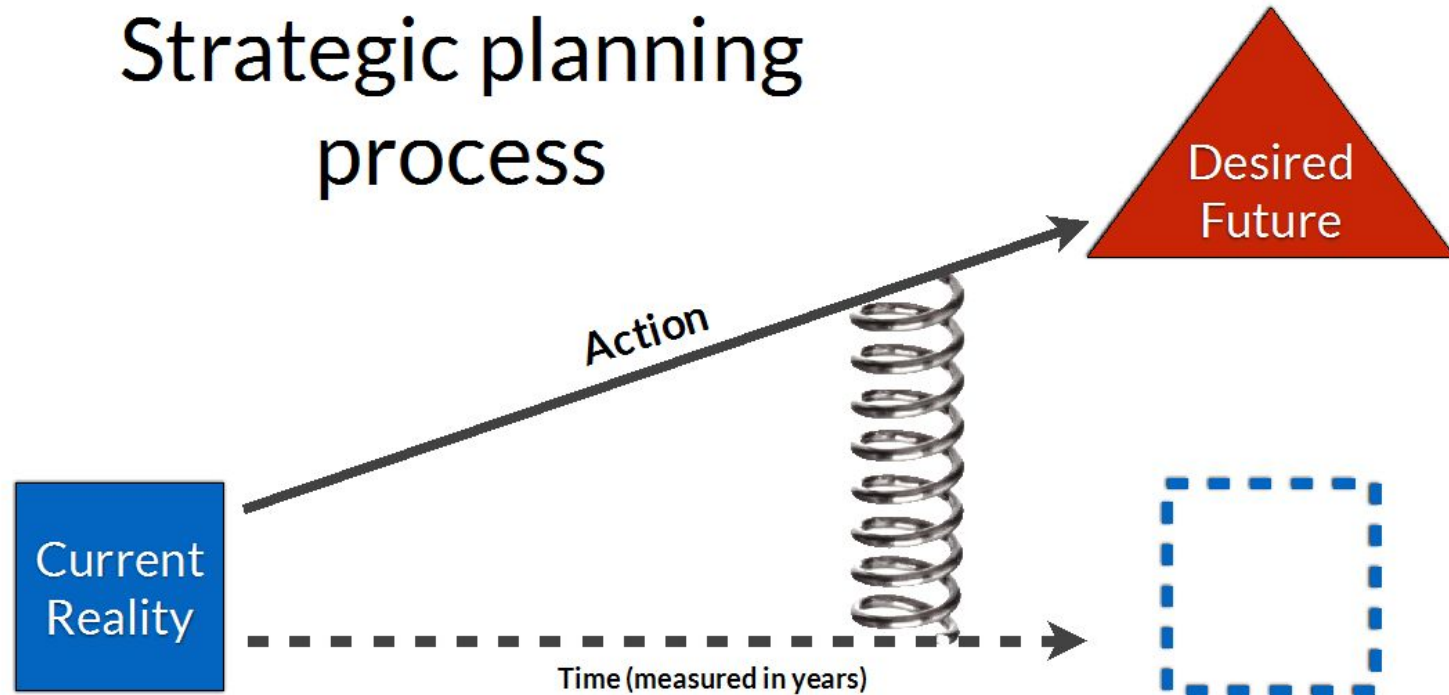 Strategic planning
process
Desired
Future
Action
Current
Reality
Time (measured in years)